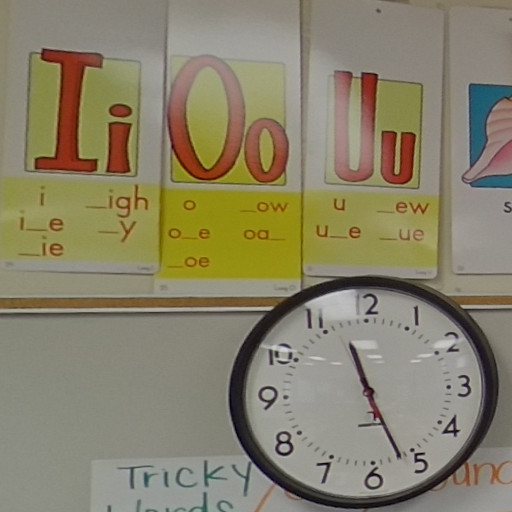 Ii
i _igh
i_e _y
_ie
Oo
o _ow
o_e oa_
_oe
Uu
u _ew
u_e _ue
s
12
1
2
3
4
5
6
7
8
9
10
11
Tricky
Words